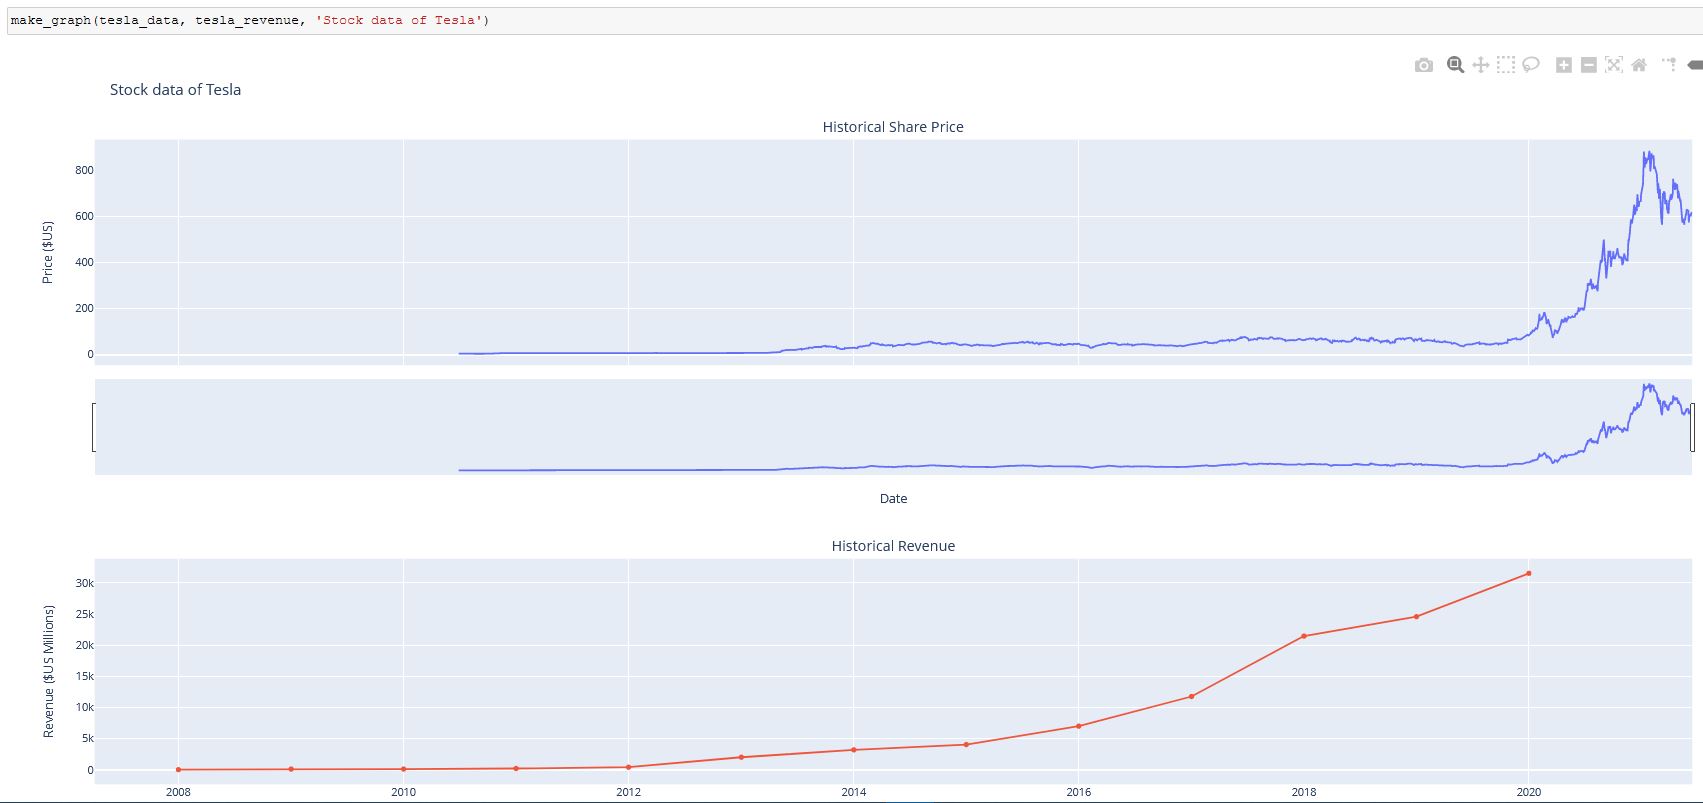 make_graph(tesla_data, tesla_revenue, 'Stock data of Tesla')
Stock data of Tesla
Historical Share Price
800
600
400
200
0
Price ($US)
Date
Historical Revenue
30k
25k
20k
15k
10k
5k
0
Revenue ($US Millions)
2008 2010 2012 2014 2016 2018 2020